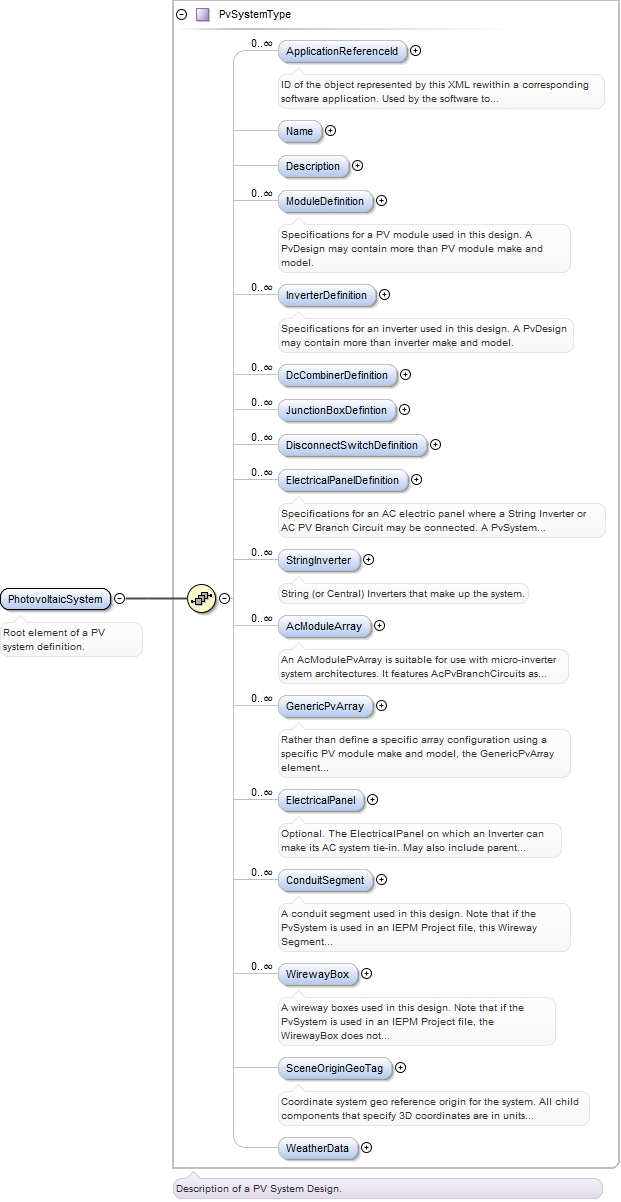 PvSystemType
0..∞
ApplicationReferenceId
ID of the object represented by this XML rewithin a corresponding
software application. Used by the software to...
Name
Description
0..∞
ModuleDefinition
Specifications for a PV module used in this design. A
PvDesign may contain more than PV module make and
model.
0..∞
InverterDefinition
Specifications for an inverter used in this design. A PvDesign
may contain more than inverter make and model.
0..∞
DcCombinerDefinition
0..∞
JunctionBoxDefintion
0..∞
DisconnectSwitchDefinition
0..∞
ElectricalPanelDefinition
Specifications for an AC electric panel where a String Inverter or
AC PV Branch Circuit may be connected. A PvSystem...
0..∞
StringInverter
String (or Central) Inverters that make up the system.
PhotovoltaicSystem
Root element of a PV
system definition.
0..∞
AcModuleArray
An AcModulePvArray is suitable for use with micro-inverter
system architectures. It features AcPvBranchCircuits as...
0..∞
GenericPvArray
Rather than define a specific array configuration using a
specific PV module make and model, the GenericPvArray
element...
0..∞
ElectricalPanel
Optional. The ElectricalPanel on which an Inverter can
make its AC system tie-in. May also include parent...
0..∞
ConduitSegment
A conduit segment used in this design. Note that if the
PvSystem is used in an IEPM Project file, this Wireway
Segment...
0..∞
WirewayBox
A wireway boxes used in this design. Note that if the
PvSystem is used in an IEPM Project file, the
WirewayBox does not...
SceneOriginGeoTag
Coordinate system geo reference origin for the system. All child
components that specify 3D coordinates are in units...
WeatherData
Description of a PV System Design.